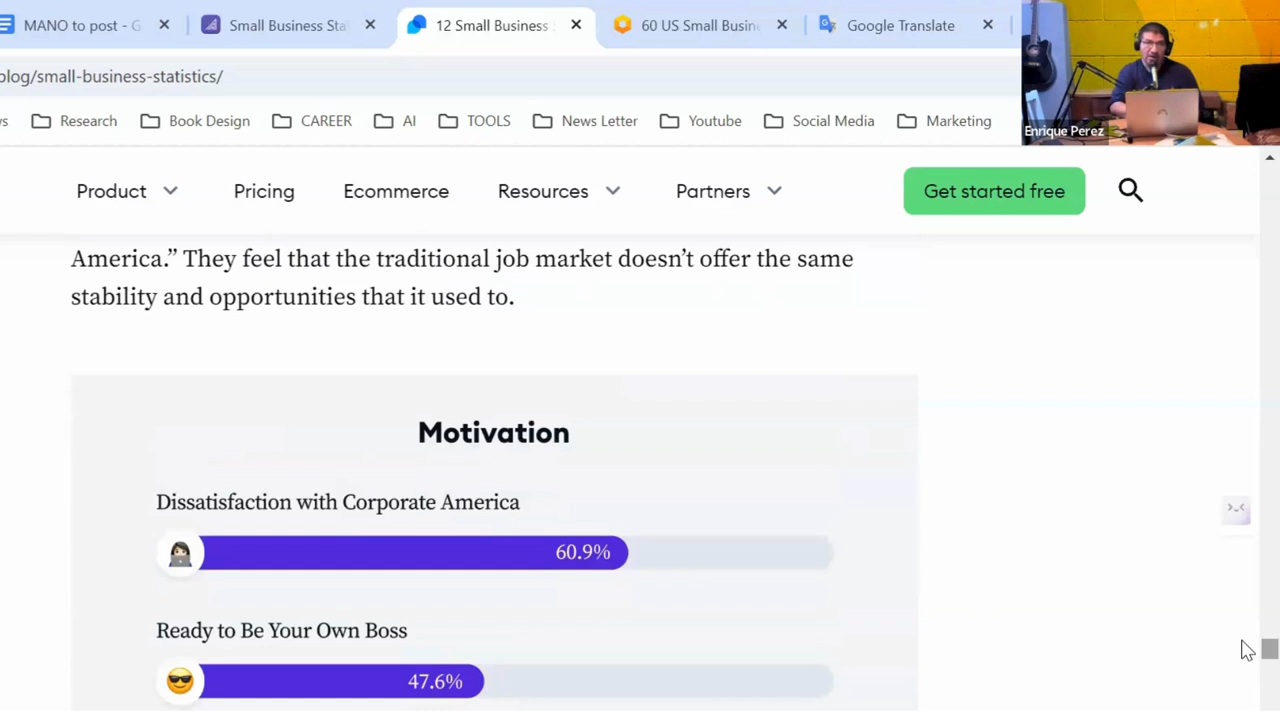 MANO to post - G
Small Business Sta
12 Small Business
60 US Small Busin
Google Translate
blog/small-business-statistics/
Research
Book Design
CAREER
AI
TOOLS
News Letter
Youtube
Social Media
Marketing
Enrique Perez
Product
Pricing
Ecommerce
Resources
Partners
Get started free
America.” They feel that the traditional job market doesn’t offer the same
stability and opportunities that it used to.
Motivation
Dissatisfaction with Corporate America
60.9%
Ready to Be Your Own Boss
47.6%